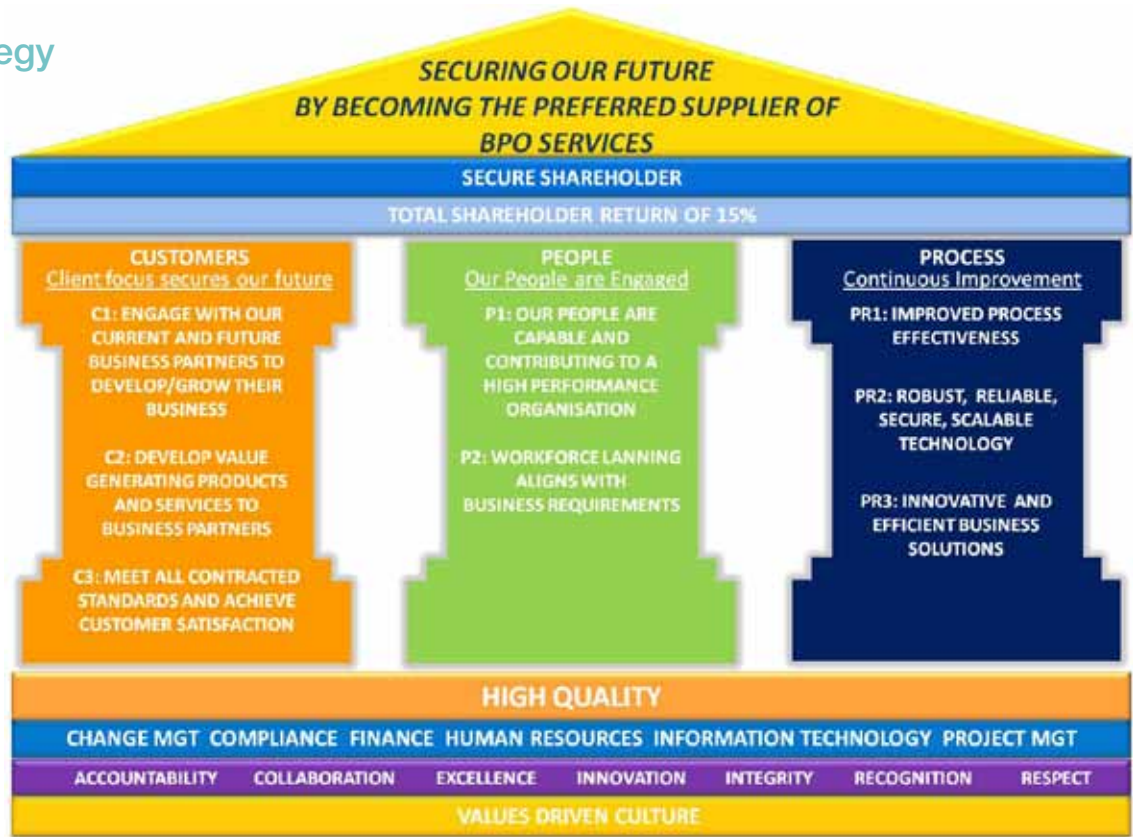 egy
SECURING OUR FUTURE
BY BECOMING THE PREFERRED SUPPLIER OF
BPO SERVICES
SECURE SHAREHOLDER
TOTAL SHAREHOLDER RETURN OF 15%
CUSTOMERS
Client focus secures our future
C1: ENGAGE WITH OUR
CURRENT AND FUTURE
BUSINESS PARTNERS TO
DEVELOP/GROW THEIR
BUSINESS
C2: DEVELOP VALUE
GENERATING PRODUCTS
AND SERVICES TO
BUSINESS PARTNERS
C3: MEET ALL CONTRACTED
STANDARDS AND ACHIEVE
CUSTOMER SATISFACTION
PEOPLE
Our People are Engaged
P1: OUR PEOPLE ARE
CAPABLE AND
CONTRIBUTING TO A
HIGH PERFORMANCE
ORGANISATION
P2: WORKFORCE LANNING
ALIGNS WITH
BUSINESS REQUIREMENTS
PROCESS
Continuous Improvement
PR1: IMPROVED PROCESS
EFFECTIVENESS
PR2: ROBUST, RELIABLE,
SECURE, SCALABLE
TECHNOLOGY
PR3: INNOVATIVE AND
EFFICIENT BUSINESS
SOLUTIONS
HIGH QUALITY
CHANGE MGT COMPLIANCE FINANCE HUMAN RESOURCES INFORMATION TECHNOLOGY PROJECT MGT
ACCOUNTABILITY COLLABORATION EXCELLENCE INNOVATION INTEGRITY RECOGNITION RESPECT
VALUES DRIVEN CULTURE